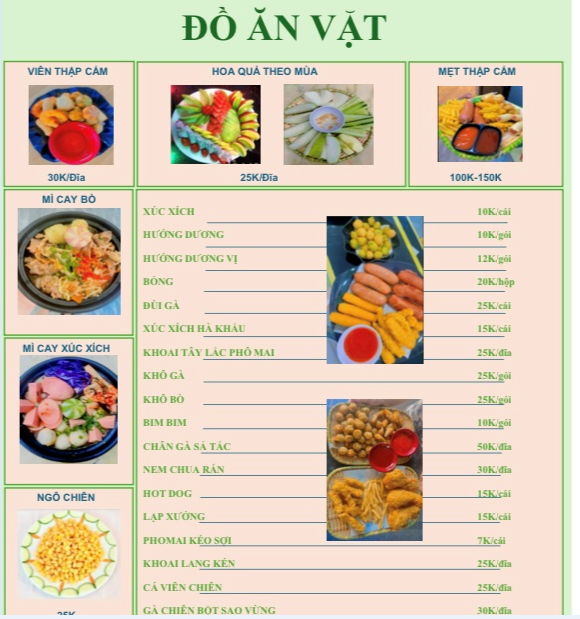 ĐỒ ĂN VẶT
VIÊN THẬP CẨM
30K/Đĩa
HOA QUẢ THEO MÙA
25K/Đĩa
MẸT THẬP CẨM
100K-150K
MÌ CAY BÒ
MÌ CAY XÚC XÍCH
NGÔ CHIÊN
25K
XÚC XÍCH 10K/cái
HƯỚNG DƯƠNG 10K/gói
HƯỚNG DƯƠNG VỊ 12K/gói
BỎNG 20K/hộp
ĐÙI GÀ 25K/cái
XÚC XÍCH HÀ KHẨU 15K/cái
KHOAI TÂY LẮC PHÔ MAI 25K/đĩa
KHÔ GÀ 25K/gói
KHÔ BÒ 25K/gói
BIM BIM 10K/gói
CHÂN GÀ SẢ TẮC 50K/đĩa
NEM CHUA RÁN 30K/đĩa
HOT DOG 15K/cái
LẠP XƯỞNG 15K/cái
PHOMAI KÉO SỢI 7K/cái
KHOAI LANG KÉN 25K/đĩa
CÁ VIÊN CHIÊN 25K/đĩa
GÀ CHIÊN BỘT SAO VỪNG 30K/đĩa